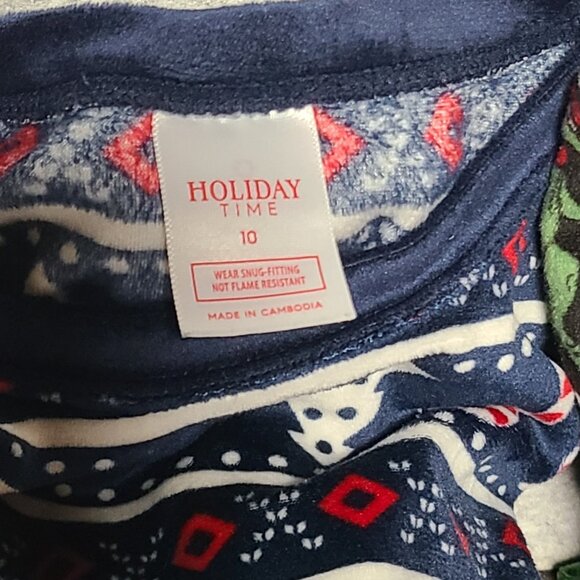 HOLIDAY
TIME
10
WEAR SNUG-FITTING
NOT FLAME RESISTANT
MADE IN CAMBODIA